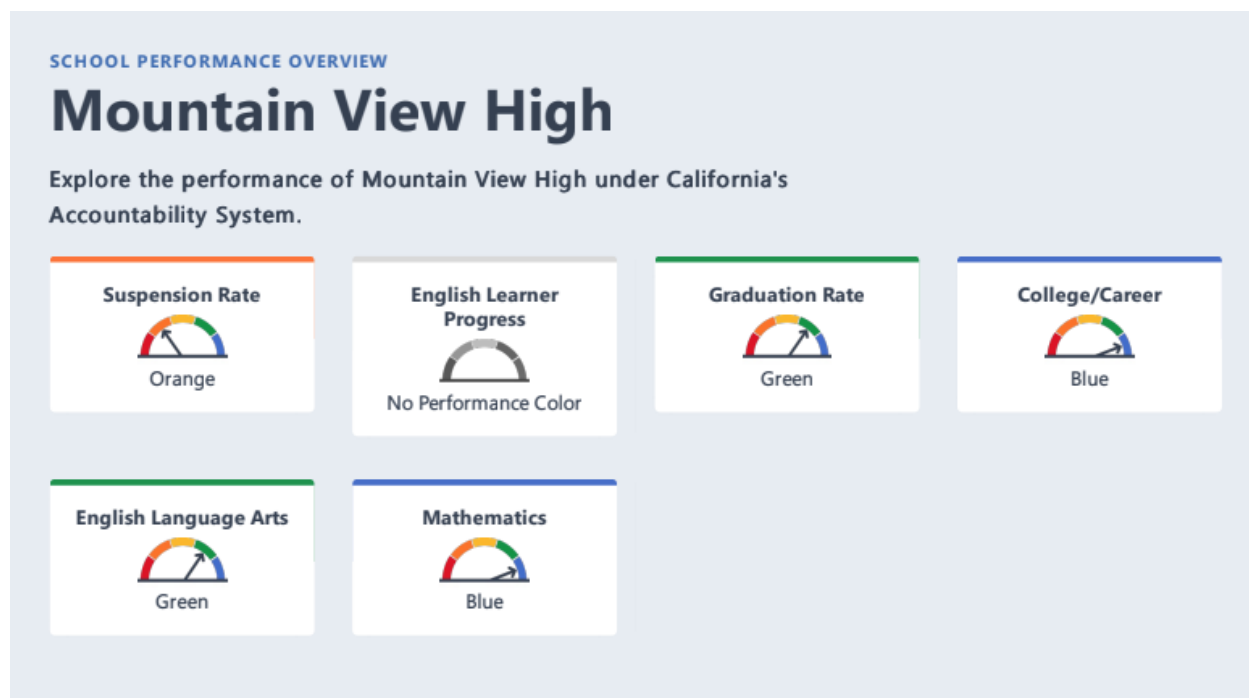 SCHOOL PERFORMANCE OVERVIEW
Mountain View High
Explore the performance of Mountain View High under California's
Accountability System.
Suspension Rate
Orange
English Learner
Progress
No Performance Color
Graduation Rate
Green
College/Career
Blue
English Language Arts
Green
Mathematics
Blue